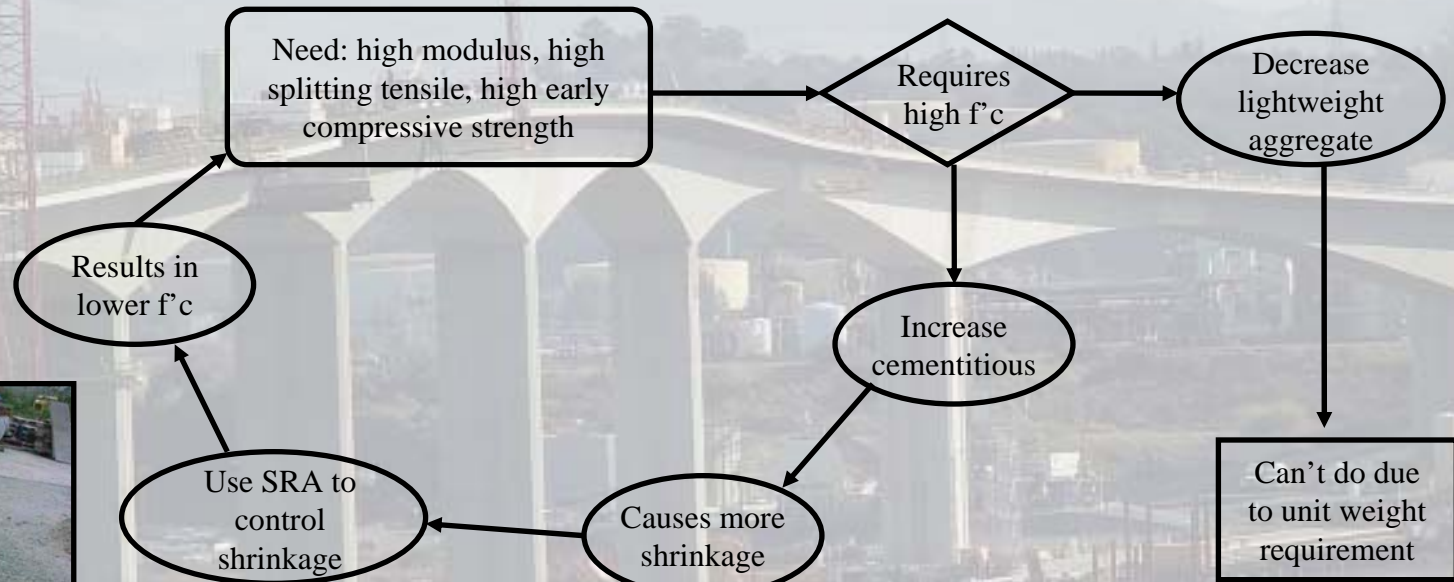 Need: high modulus, high
splitting tensile, high early
compressive strength
Requires
high f’c
Decrease
lightweight
aggregate
Results in
lower f’c
Increase
cementitious
Use SRA to
control
shrinkage
Causes more
shrinkage
Can’t do due
to unit weight
requirement